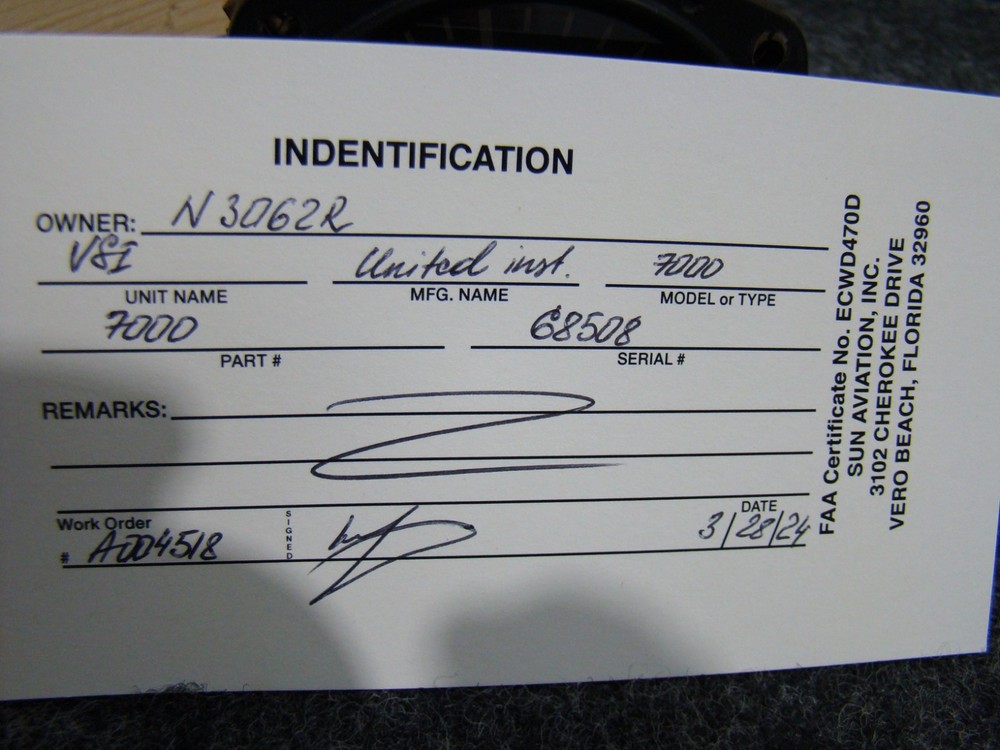 INDENTIFICATION
OWNER: N3062R
VSI United inst. 7000
UNIT NAME MFG. NAME MODEL or TYPE
7000 68508
PART # SERIAL #
REMARKS:
Work Order SIGNED DATE
# A004518 3/28/24
FAA Certificate No. ECWD470D
SUN AVIATION, INC.
3102 CHEROKEE DRIVE
VERO BEACH, FLORIDA 32960